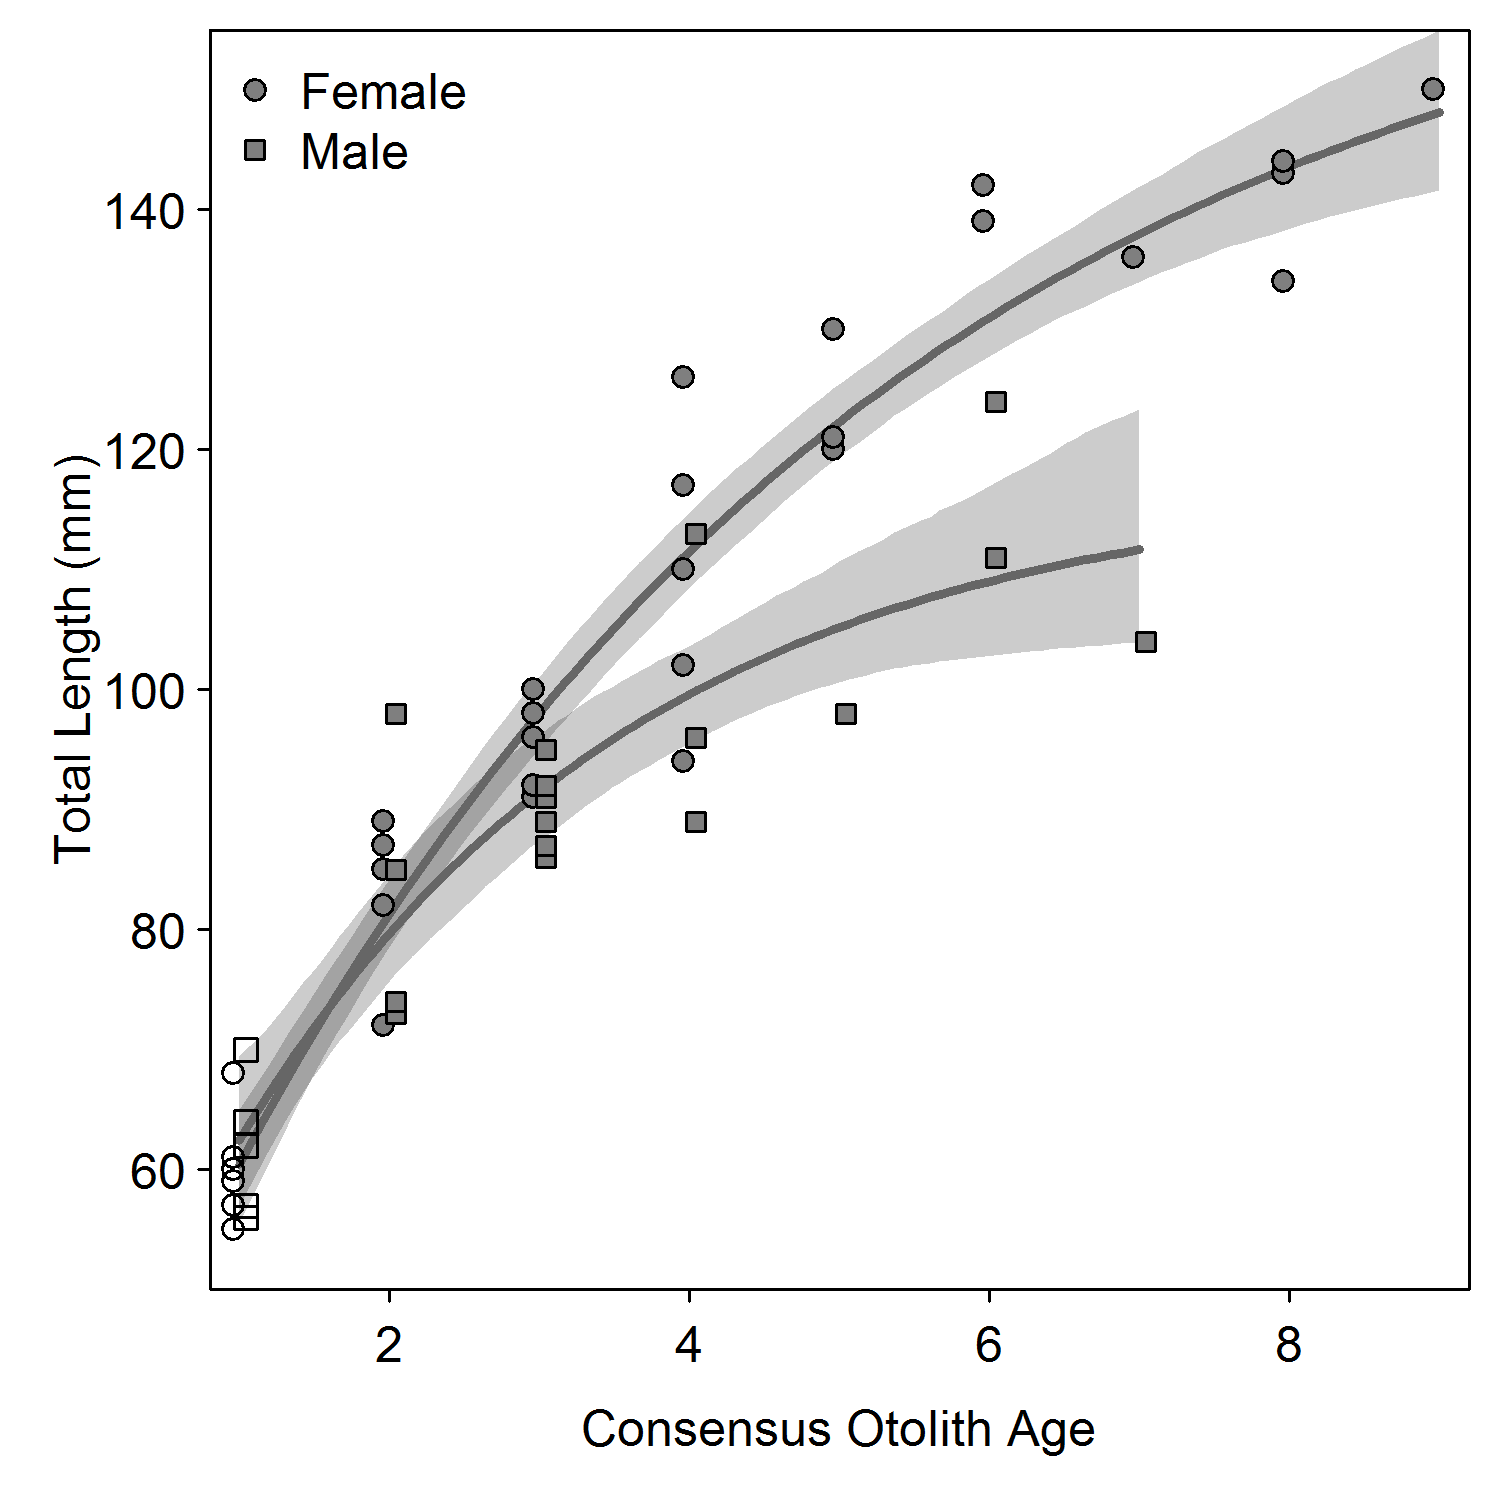 Female
Male
Total Length (mm)
140
120
100
80
60
2 4 6 8
Consensus Otolith Age